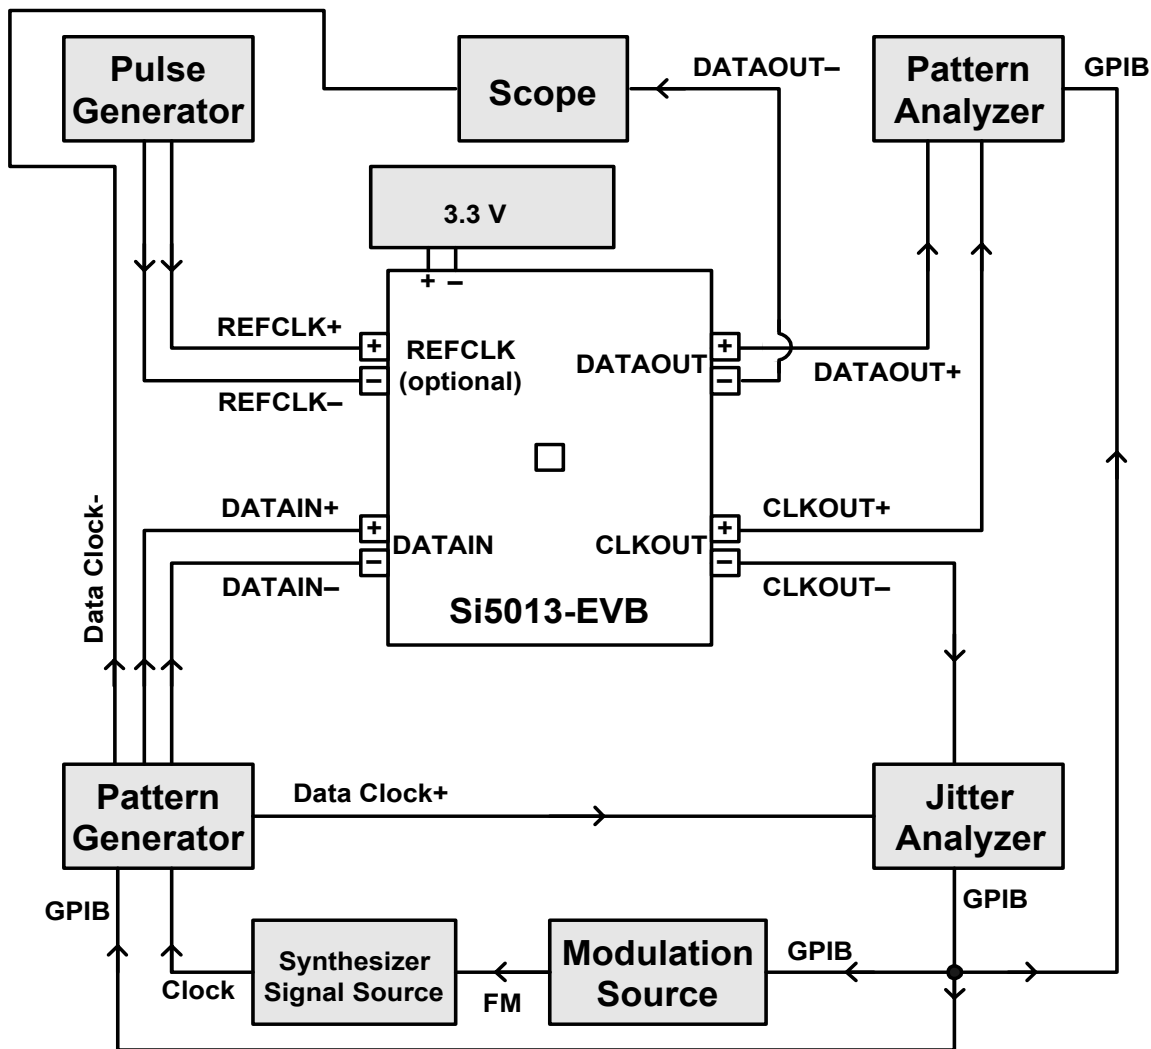 Pulse
Generator
Scope
DATAOUT–
Pattern
Analyzer
GPIB
3.3 V
+ –
REFCLK+
+
REFCLK
(optional)
–
REFCLK–
DATAOUT
+
–
DATAOUT+
Data Clock-
DATAIN+
+
DATAIN
–
DATAIN–
CLKOUT
+
–
CLKOUT+
CLKOUT–
Si5013-EVB
Pattern
Generator
Data Clock+
Jitter
Analyzer
GPIB
GPIB
Clock
Synthesizer
Signal Source
FM
Modulation
Source
GPIB